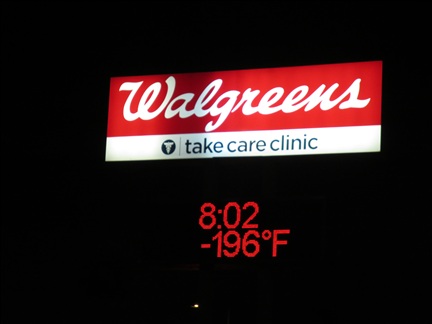 Walgreens
take care clinic
8:02
-196°F